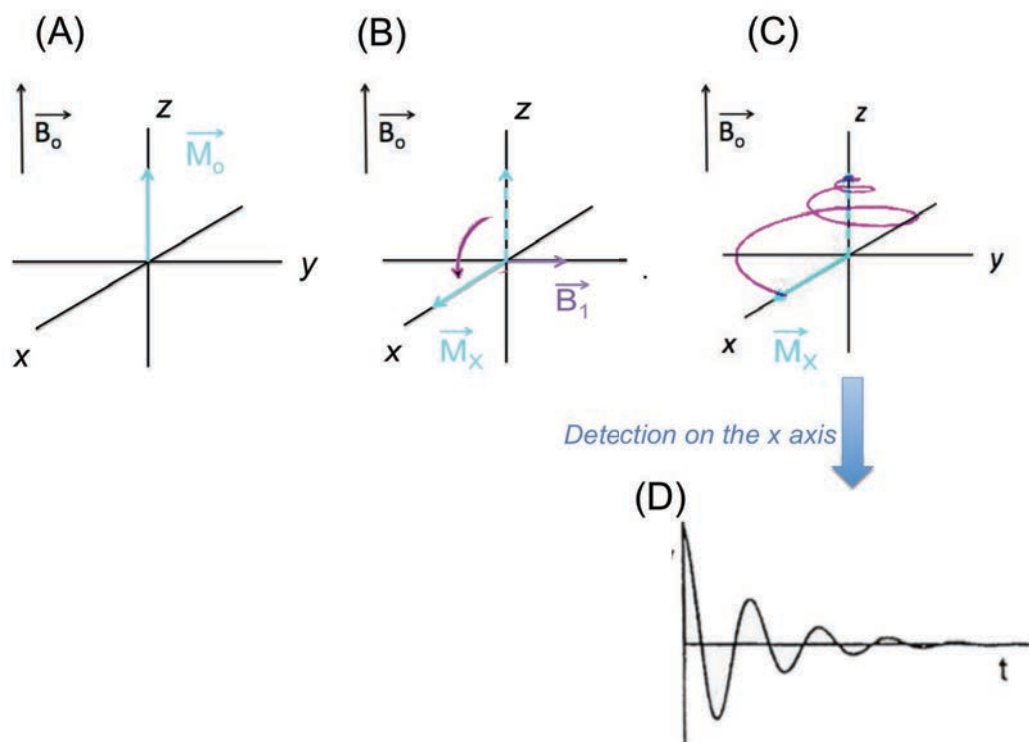 (A)
(B)
(C)
B₀
z
M₀
y
x
B₀
z
B₁
x
Mₓ
.
B₀
z
y
x
Mₓ
Detection on the x axis
(D)
t